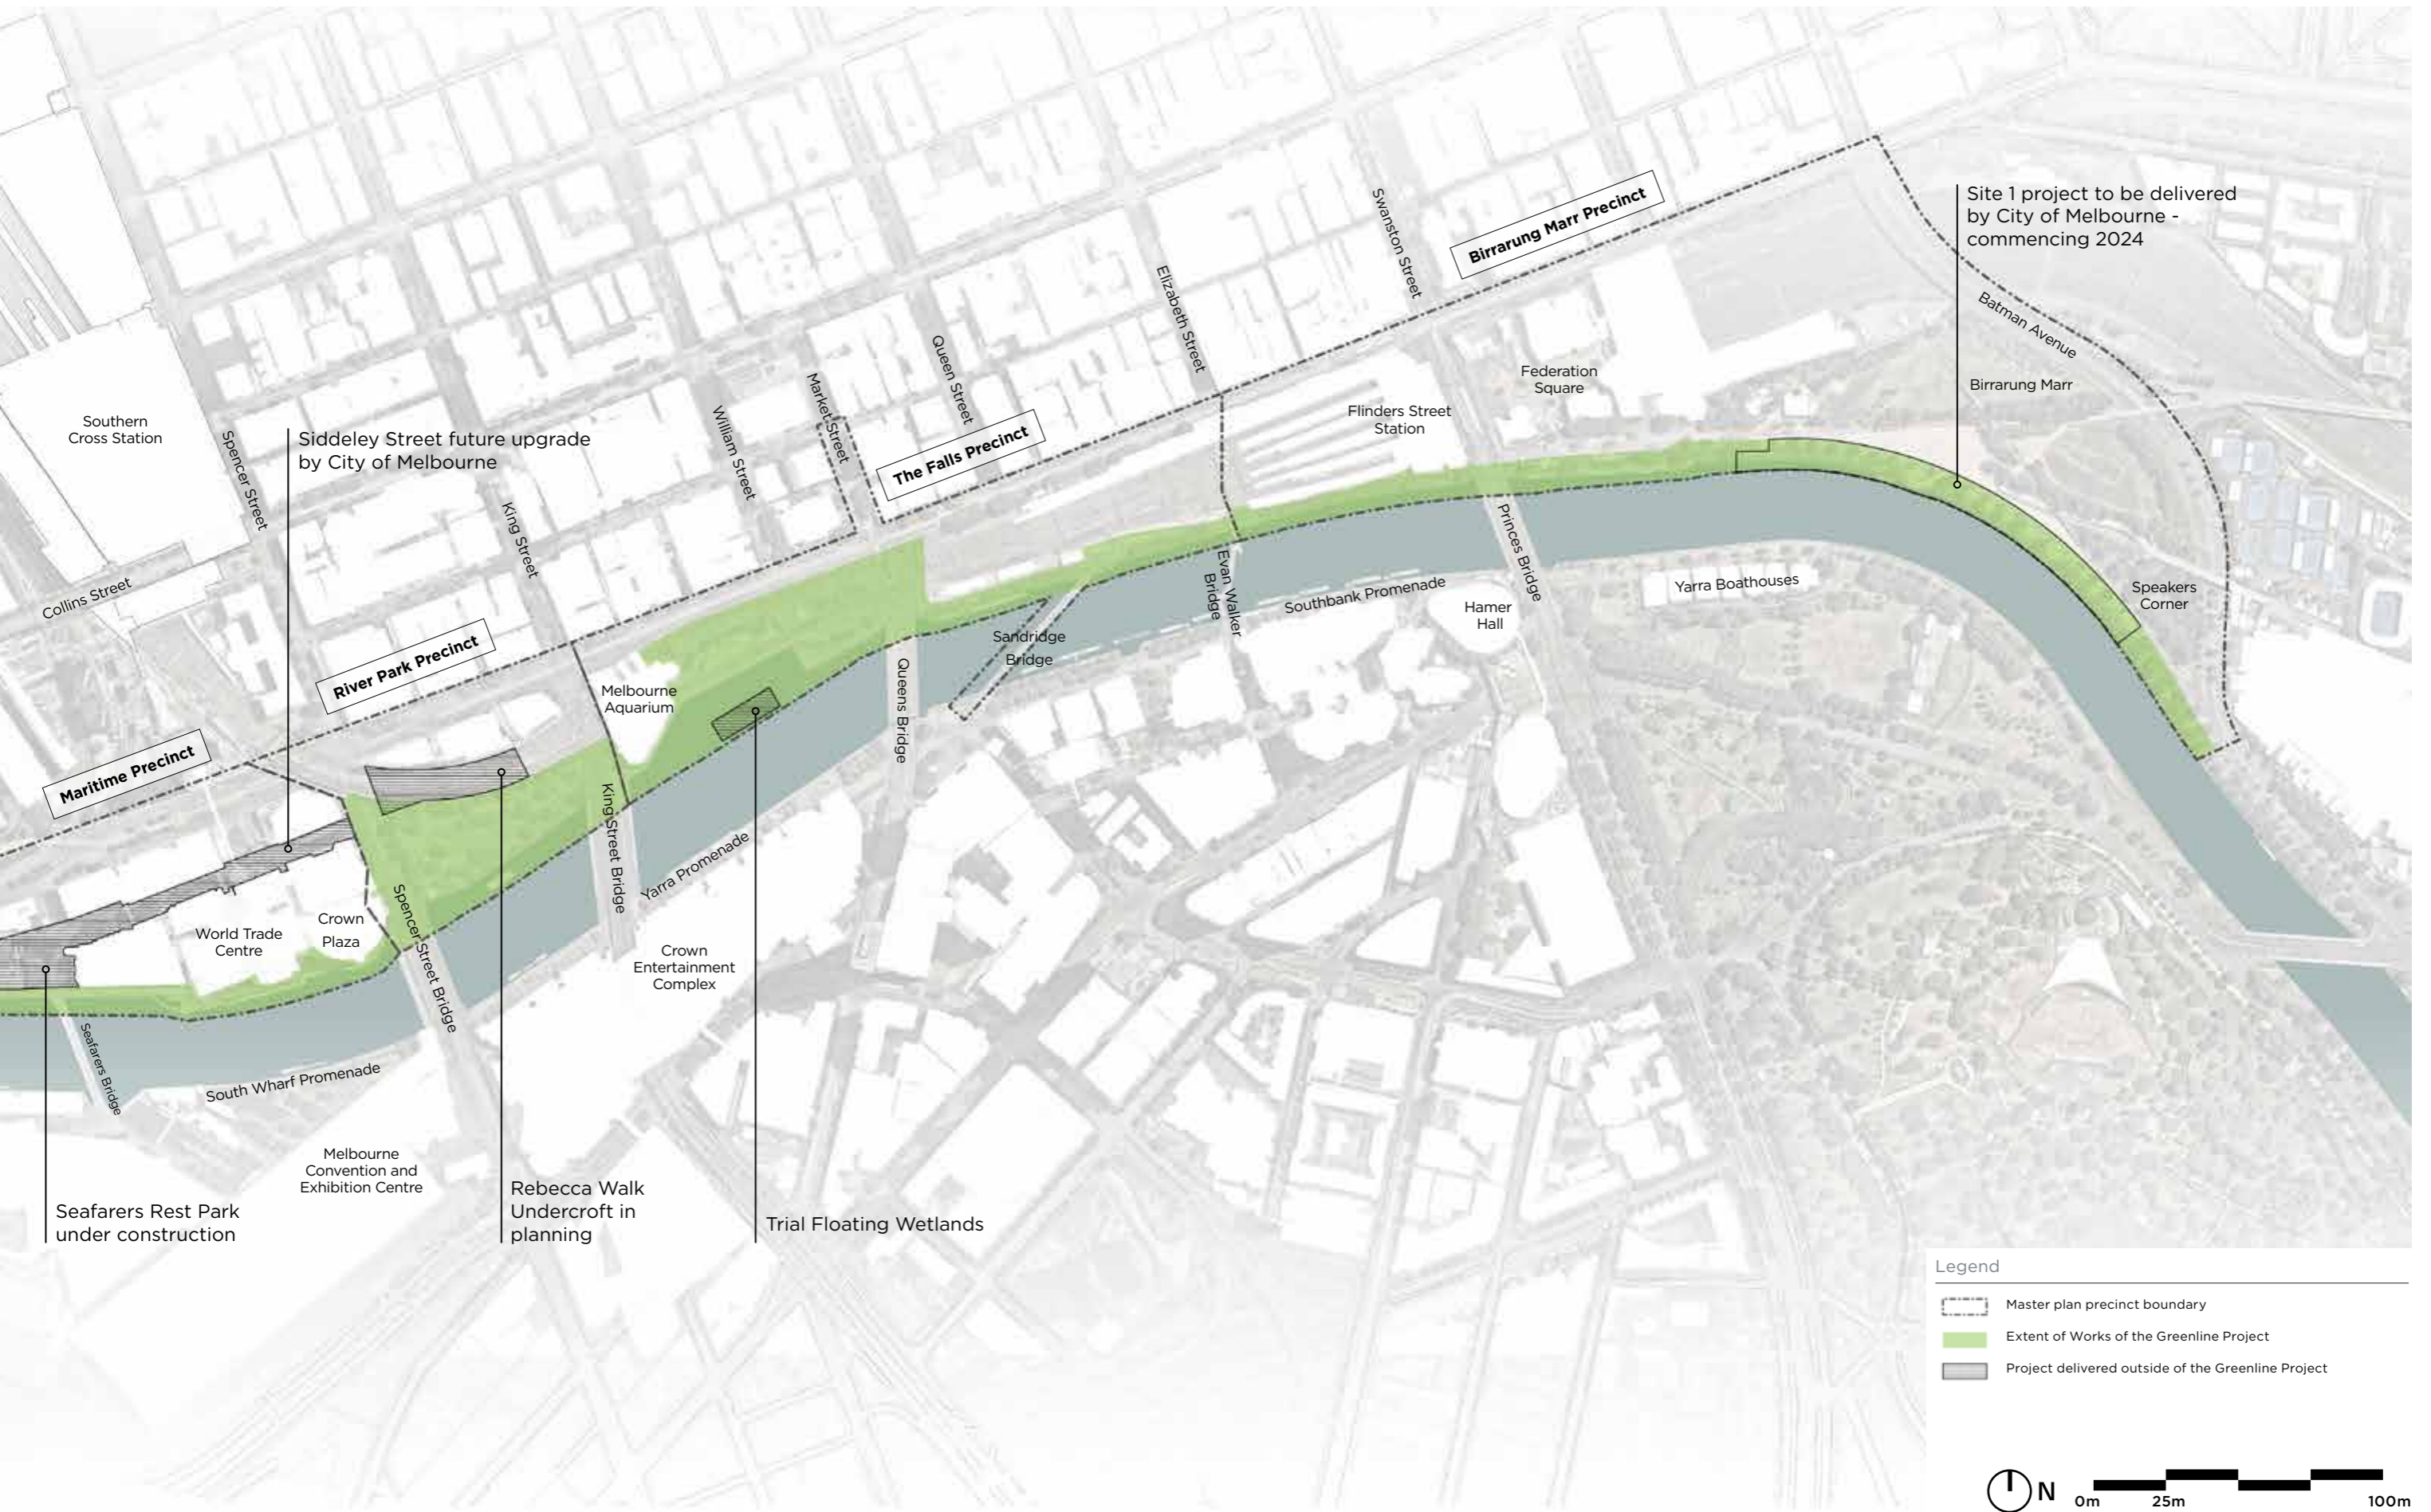 Swanston Street
Birrarung Marr Precinct
Site 1 project to be delivered
by City of Melbourne -
commencing 2024
Elizabeth Street
Batman Avenue
Queen Street
Market Street
William Street
Federation
Square
Birrarung Marr
Flinders Street
Station
Southern
Cross Station
Spencer Street
Siddeley Street future upgrade
by City of Melbourne
The Falls Precinct
King Street
Collins Street
Princes Bridge
Evan Walker
Bridge
Southbank Promenade
Yarra Boathouses
Speakers
Corner
Hamer
Hall
River Park Precinct
Sandridge
Bridge
Melbourne
Aquarium
Queens Bridge
Maritime Precinct
King Street Bridge
Yarra Promenade
Spencer Street Bridge
World Trade
Centre
Crown
Plaza
Crown
Entertainment
Complex
Seafarers Bridge
South Wharf Promenade
Melbourne
Convention and
Exhibition Centre
Seafarers Rest Park
under construction
Rebecca Walk
Undercroft in
planning
Trial Floating Wetlands
Legend
Master plan precinct boundary
Extent of Works of the Greenline Project
Project delivered outside of the Greenline Project
N
0m 25m 100m